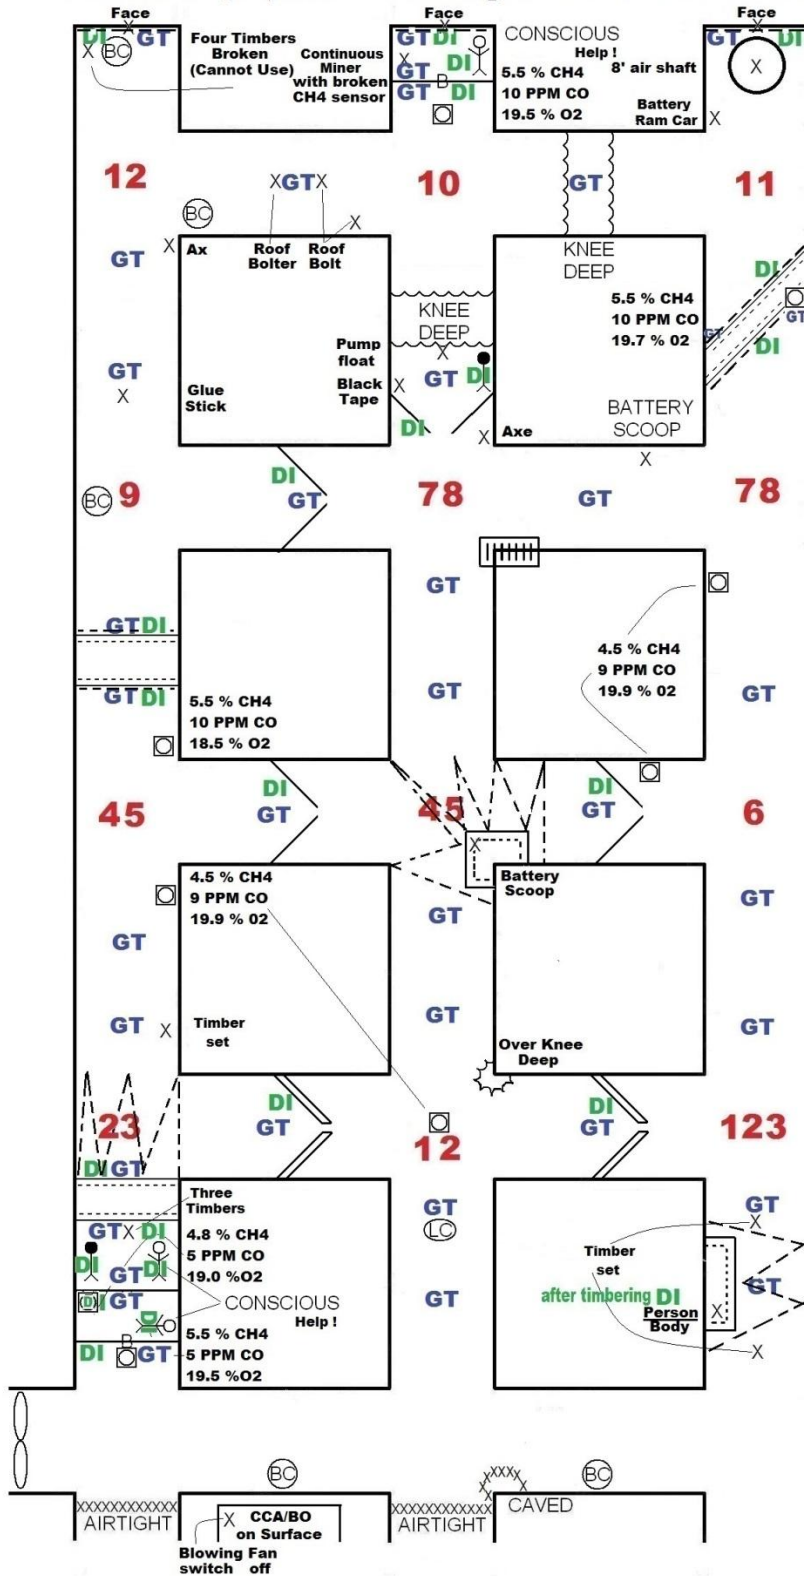 Face
Face
Face
DI GT
BC
X
Four Timbers
Broken
(Cannot Use)
Continuous
Miner
with broken
CH4 sensor
GT DI
X
GT DI
B
GT DI
CONSCIOUS
Help !
5.5 % CH4
10 PPM CO
19.5 % O2
8' air shaft
Battery
Ram Car
X
GT DI
X
12
XGTX
10
GT
11
BC
X
X
GT
Ax
Roof
Bolter
Roof
Bolt
KNEE
DEEP
KNEE
DEEP
5.5 % CH4
10 PPM CO
19.7 % 02
DI
GT
GT
DI
GT
X
Glue
Stick
Pump
float
Black
Tape
X
X
GT
DI
DI
X
Axe
BATTERY
SCOOP
X
DI
BC
9
GT
78
GT
78
GT
GT DI
4.5 % CH4
9 PPM CO
19.9 % 02
GT DI
GT
GT
5.5 % CH4
10 PPM CO
18.5 % O2
DI
DI
45
GT
45
GT
6
X
4.5 % CH4
9 PPM CO
19.9 % 02
Battery
Scoop
GT
GT
GT
GT
X
Timber
set
GT
Over Knee
Deep
GT
DI
DI
23
GT
12
GT
123
DI GT
Three
Timbers
GT X DI
4.8 % CH4
5 PPM CO
19.0 %O2
GT
LC
GT
X
DI
GT
DI
Timber
set
GT
(D)I GT
CONSCIOUS
Help !
GT
after timbering DI
Person
Body
X
DI
B
DI GT
5.5 % CH4
5 PPM CO
19.5 %O2
X
BC
BC
XXXXXXXXXXXX
AIRTIGHT
X
CCA/BO
on Surface
XXXXXXXXXXXX
AIRTIGHT
CAVED
Blowing Fan
switch off